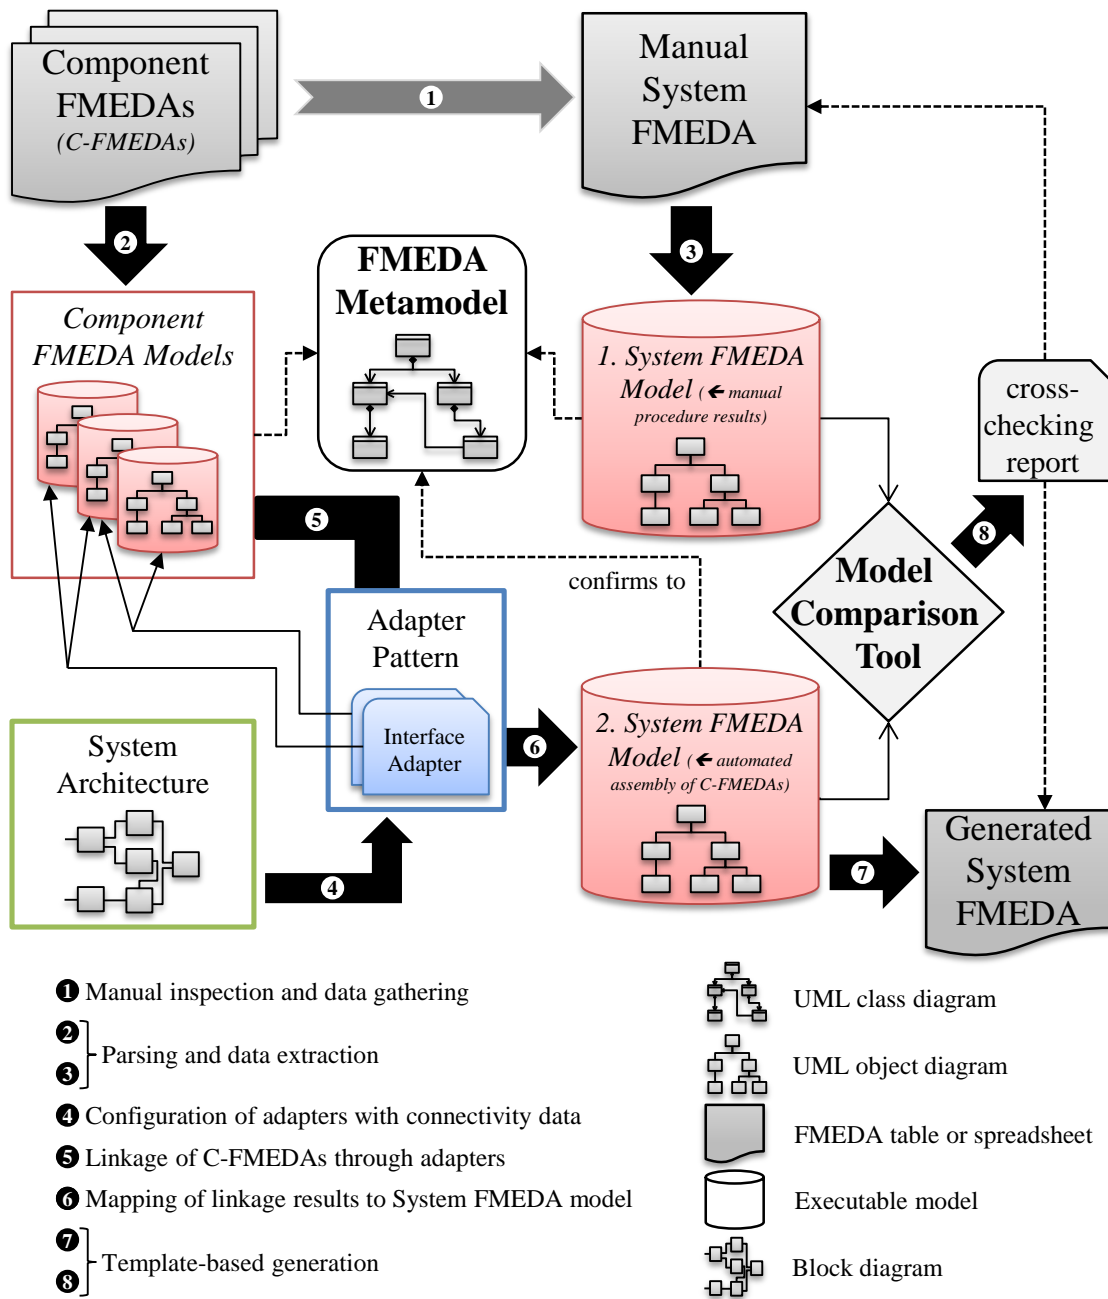 Component
FMEDAs
(C-FMEDAs)
1
Manual
System
FMEDA
2
3
FMEDA
Metamodel
Component
FMEDA Models
1. System FMEDA
Model ( ← manual
procedure results)
cross-
checking
report
5
8
confirms to
Model
Comparison
Tool
Adapter
Pattern
Interface
Adapter
6
2. System FMEDA
Model ( ← automated
assembly of C-FMEDAs)
System
Architecture
4
7
Generated
System
FMEDA
1 Manual inspection and data gathering
2
3
Parsing and data extraction
4 Configuration of adapters with connectivity data
5 Linkage of C-FMEDAs through adapters
6 Mapping of linkage results to System FMEDA model
7
8
Template-based generation
UML class diagram
UML object diagram
FMEDA table or spreadsheet
Executable model
Block diagram